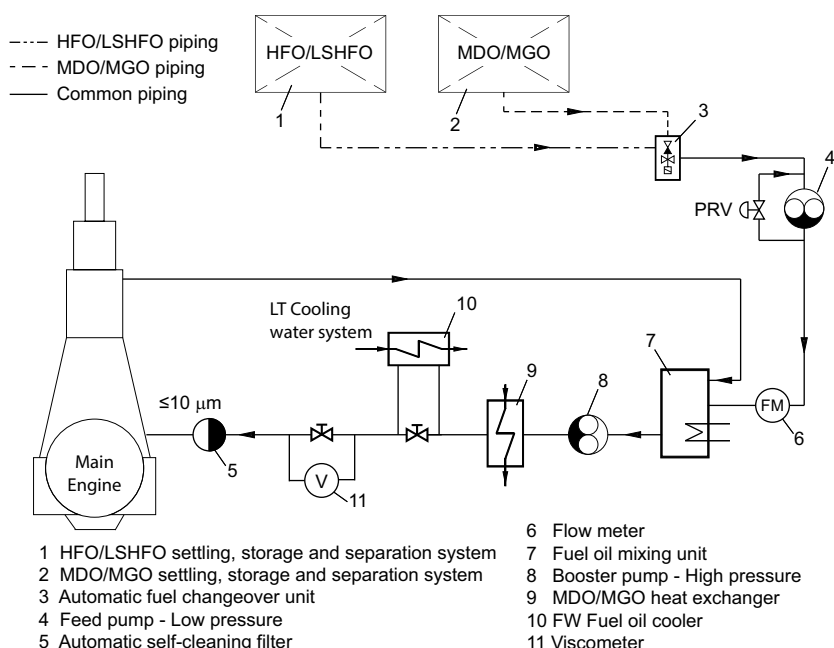 HFO/LSHFO piping
MDO/MGO piping
Common piping
HFO/LSHFO
MDO/MGO
1
2
3
4
PRV
LT Cooling
water system
10
7
9
8
≤10 μm
FM
6
Main
Engine
5
V
11
1 HFO/LSHFO settling, storage and separation system
2 MDO/MGO settling, storage and separation system
3 Automatic fuel changeover unit
4 Feed pump - Low pressure
5 Automatic self-cleaning filter
6 Flow meter
7 Fuel oil mixing unit
8 Booster pump - High pressure
9 MDO/MGO heat exchanger
10 FW Fuel oil cooler
11 Viscometer